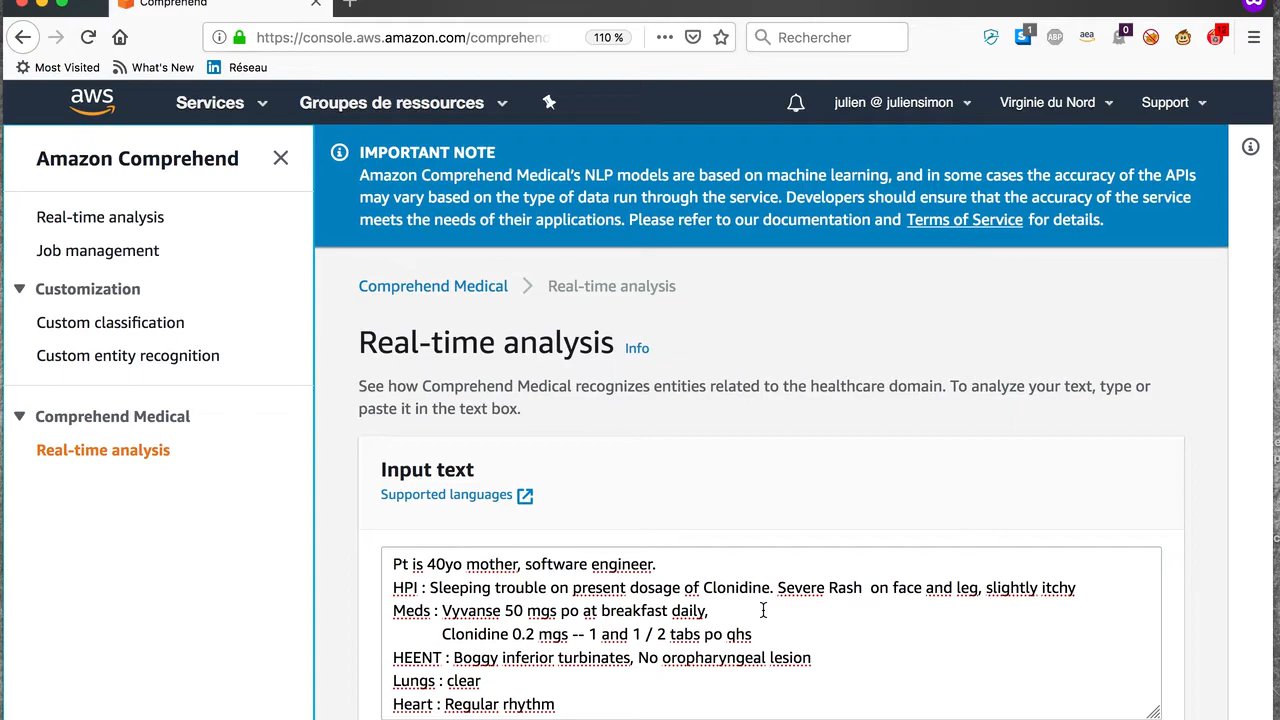 Comprehend
https://console.aws.amazon.com/comprehend
110 %
Rechercher
1
ABP
aea
0
14
Most Visited
What's New
Réseau
aws
Services
Groupes de ressources
julien @ juliensimon
Virginie du Nord
Support
Amazon Comprehend
Real-time analysis
Job management
Customization
Custom classification
Custom entity recognition
Comprehend Medical
Real-time analysis
IMPORTANT NOTE
Amazon Comprehend Medical's NLP models are based on machine learning, and in some cases the accuracy of the APIs
may vary based on the type of data run through the service. Developers should ensure that the accuracy of the service
meets the needs of their applications. Please refer to our documentation and Terms of Service for details.
Comprehend Medical > Real-time analysis
Real-time analysis Info
See how Comprehend Medical recognizes entities related to the healthcare domain. To analyze your text, type or
paste it in the text box.
Input text
Supported languages
Pt is 40yo mother, software engineer.
HPI : Sleeping trouble on present dosage of Clonidine. Severe Rash on face and leg, slightly itchy
Meds : Vyvanse 50 mgs po at breakfast daily,
Clonidine 0.2 mgs -- 1 and 1 / 2 tabs po qhs
HEENT : Boggy inferior turbinates, No oropharyngeal lesion
Lungs : clear
Heart : Regular rhythm